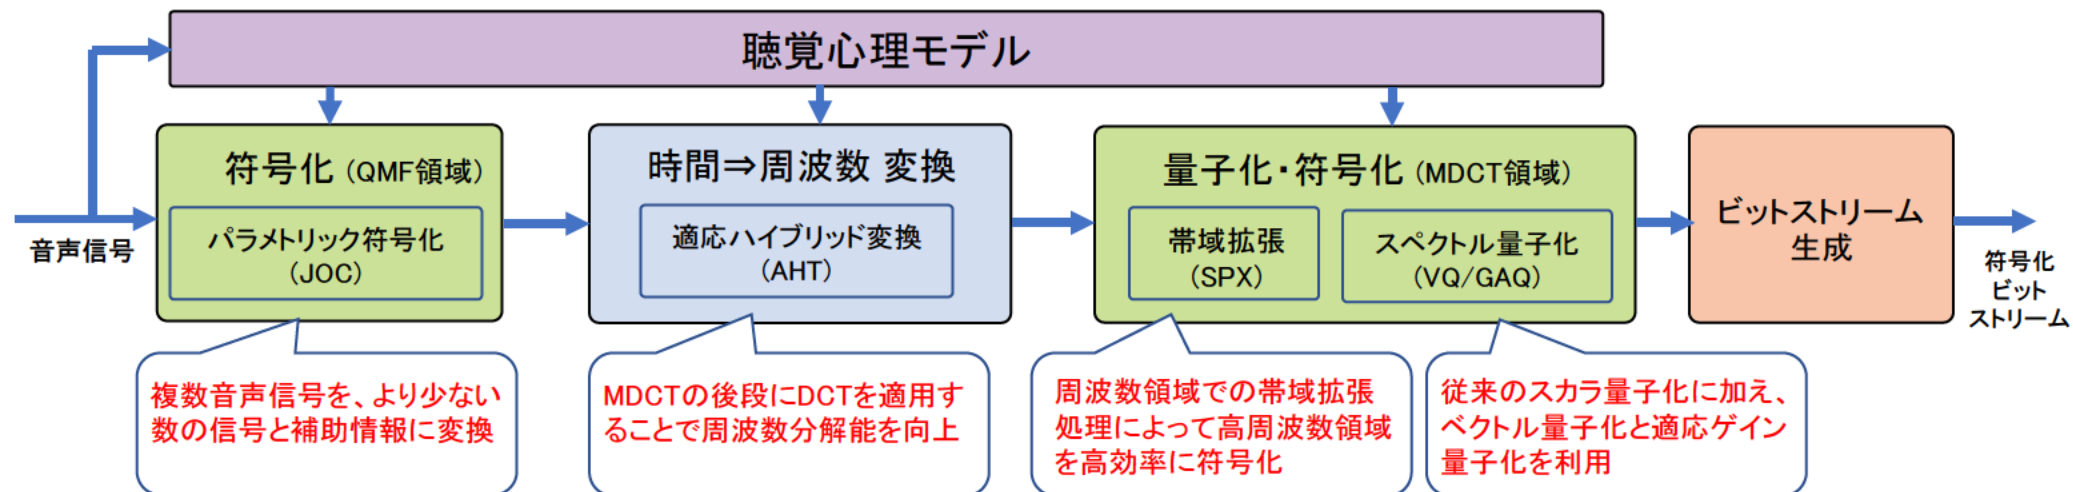 聴覚心理モデル
音声信号
符号化 (QMF領域)
パラメトリック符号化
(JOC)
時間⇒周波数 変換
適応ハイブリッド変換
(AHT)
量子化・符号化 (MDCT領域)
帯域拡張
(SPX)
スペクトル量子化
(VQ/GAQ)
ビットストリーム
生成
符号化
ビット
ストリーム
複数音声信号を、より少ない
数の信号と補助情報に変換
MDCTの後段にDCTを適用す
ることで周波数分解能を向上
周波数領域での帯域拡張
処理によって高周波数領域
を高効率に符号化
従来のスカラ量子化に加え、
ベクトル量子化と適応ゲイン
量子化を利用